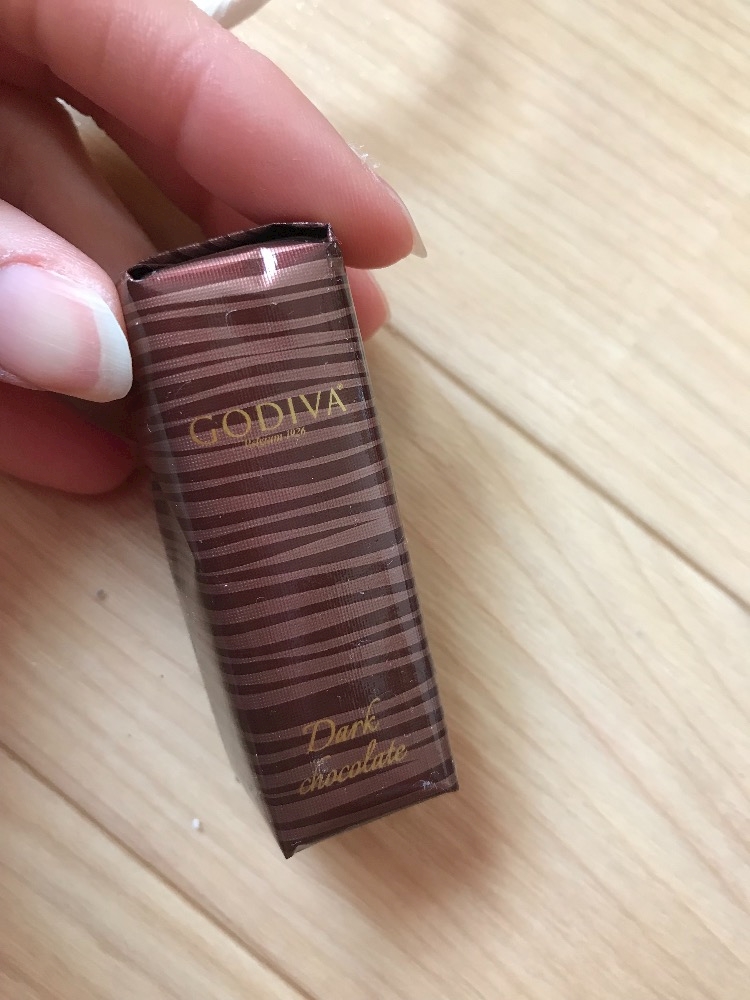 GODIVA
Belgium 1926
Dark
chocolate